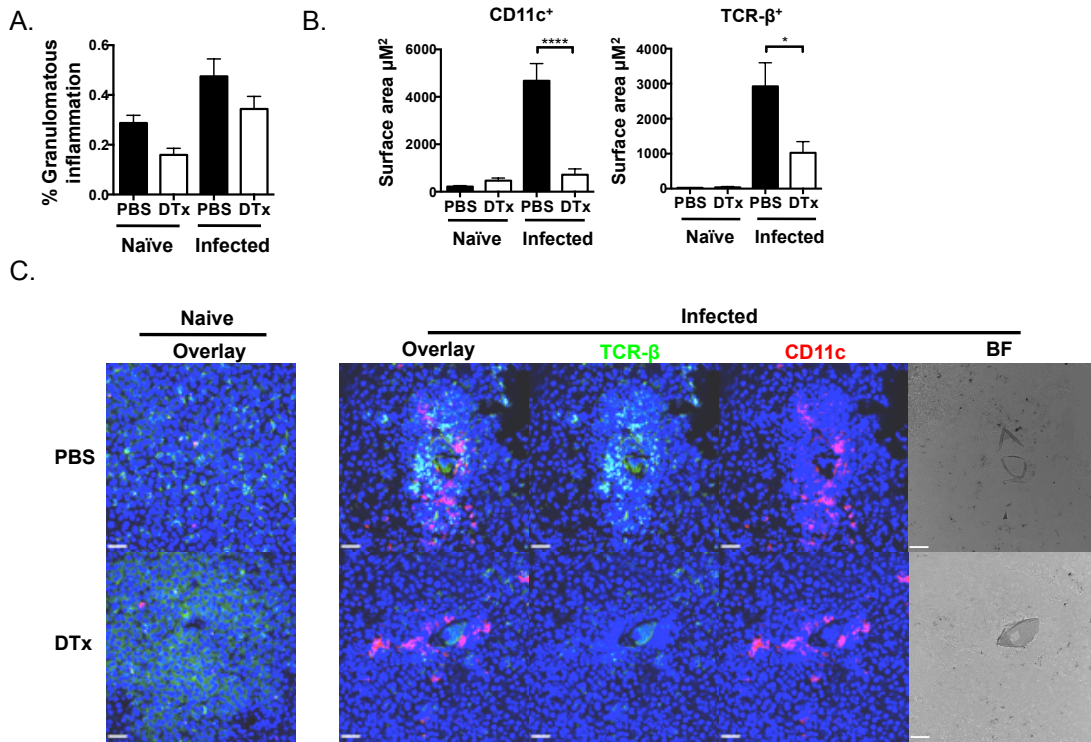 A.
% Granulomatous
inflammation
0.6
0.4
0.2
0.0
PBS DTx PBS DTx
Naïve Infected
B.
CD11c⁺
Surface area µM²
6000
4000
2000
0
****
PBS DTx PBS DTx
Naïve Infected
TCR-β⁺
Surface area µM²
4000
3000
2000
1000
0
*
PBS DTx PBS DTx
Naïve Infected
C.
Naive
Overlay
Infected
Overlay TCR-β CD11c BF
PBS
DTx